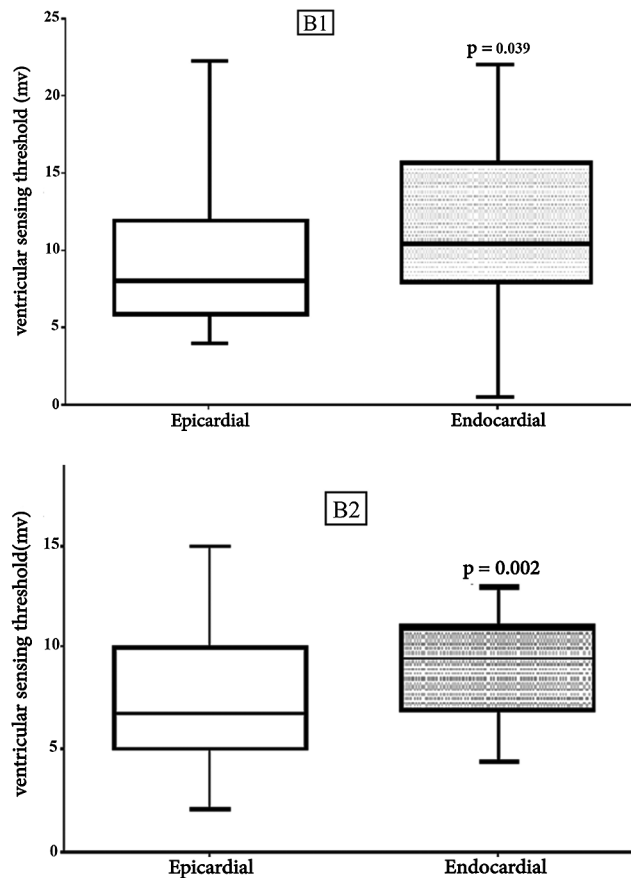 B1
p = 0.039
ventricular sensing threshold (mv)
25
20
15
10
5
0
Epicardial
Endocardial
B2
p = 0.002
ventricular sensing threshold(mv)
15
10
5
0
Epicardial
Endocardial